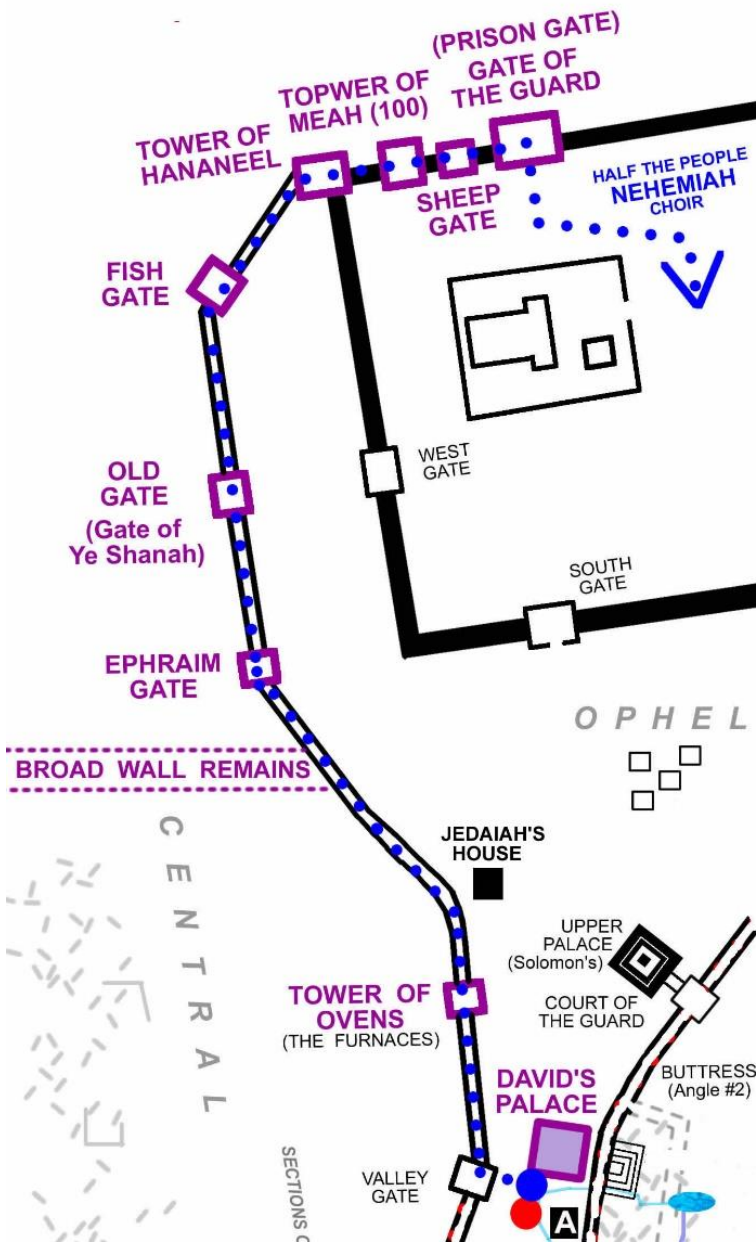 (PRISON GATE)
GATE OF
THE GUARD
TOPWER OF
MEAH (100)
TOWER OF
HANANEEL
SHEEP
GATE
HALF THE PEOPLE
NEHEMIAH
CHOIR
FISH
GATE
WEST
GATE
OLD
GATE
(Gate of
Ye Shanah)
SOUTH
GATE
EPHRAIM
GATE
OPHEL
BROAD WALL REMAINS
CENTRAL
JEDAIAH'S
HOUSE
UPPER
PALACE
(Solomon's)
COURT OF
THE GUARD
TOWER OF
OVENS
(THE FURNACES)
BUTTRESS
(Angle #2)
DAVID'S
PALACE
VALLEY
GATE
SECTIONS
A